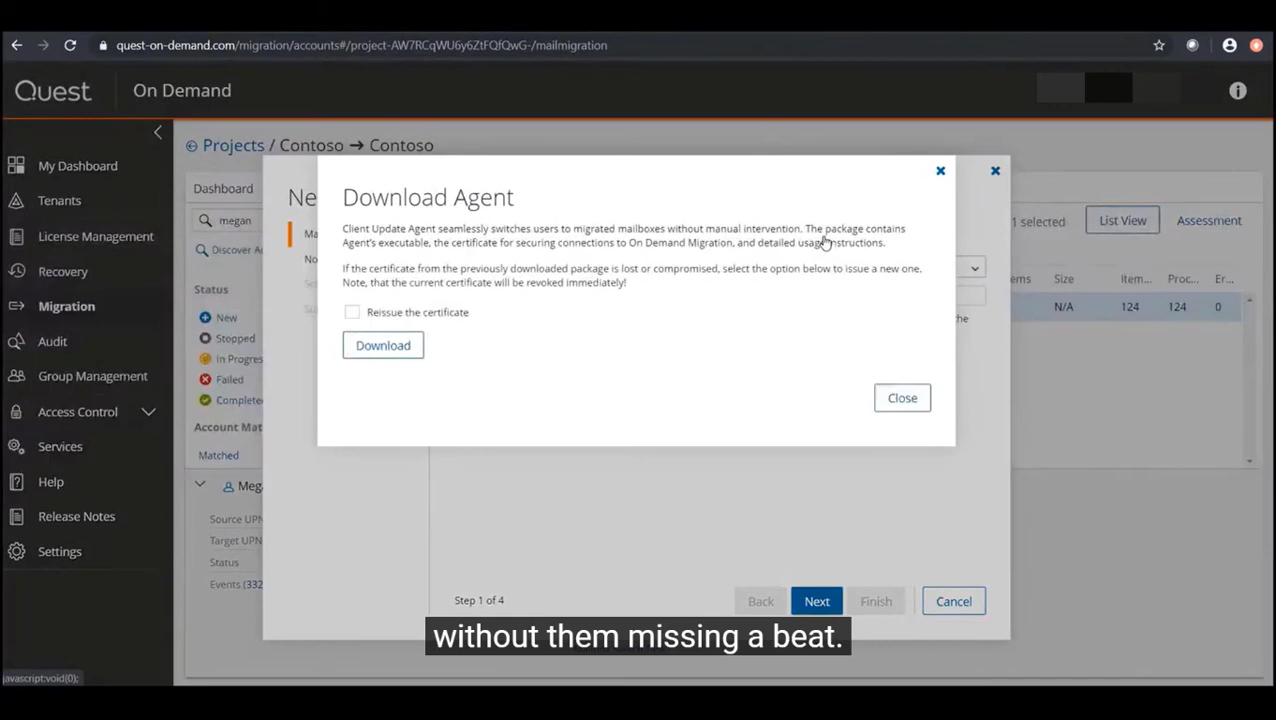 quest-on-demand.com/migration/accounts#/project-AW7RCqWU6y6ZtFQfQwG-/mailmigration
Quest On Demand
Projects / Contoso → Contoso
My Dashboard
Tenants
License Management
Recovery
Migration
Audit
Group Management
Access Control
Services
Help
Release Notes
Settings
Dashboard
megan
Discover A
Status
New
Stopped
In Progres
Failed
Complete
Account Mat
Matched
Mega
Source UPN
Target UPN
Status
Events (332
Ne
Ma
No
Download Agent
Client Update Agent seamlessly switches users to migrated mailboxes without manual intervention. The package contains
Agent's executable, the certificate for securing connections to On Demand Migration, and detailed usage instructions.
If the certificate from the previously downloaded package is lost or compromised, select the option below to issue a new one.
Note, that the current certificate will be revoked immediately!
Reissue the certificate
Download
Close
1 selected List View Assessment
ms Size Item... Proc... Er...
N/A 124 124 0
he
Step 1 of 4 Back Next Finish Cancel
without them missing a beat.
javascript:void(0);